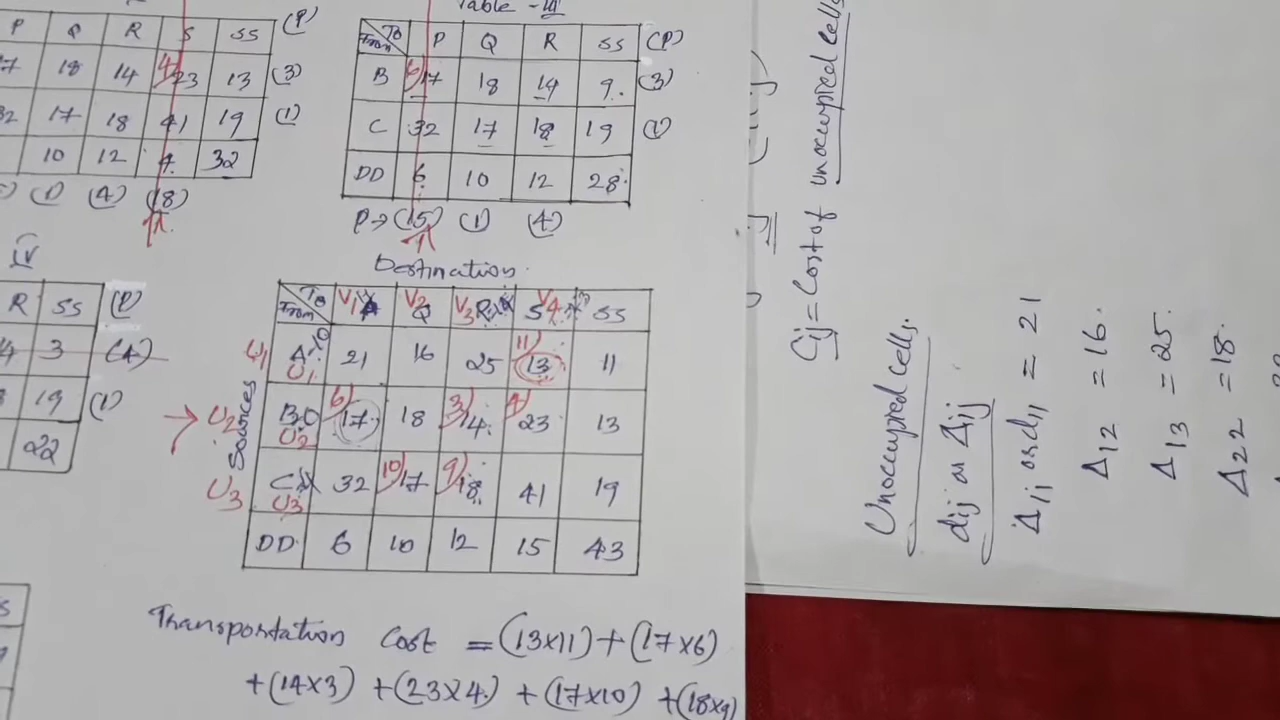 P Q R S SS (P)
17 18 14 4) 23 13 (3)
32 17 18 41 19 (1)
10 12 4 32
(1) (4) (18)
Table - III
To From P Q R SS (P)
B 6) 17 18 14 9 (3)
C 32 17 18 19 (1)
DD 6 10 12 28
P→ (15) (1) (4)
IV
R SS (P)
14 3 (4)
18 19 (1)
22
Destination
To From V1 V2 Q V3 R V4 S SS
U1 A U1 21 16 25 11) 13 11
→ U2 B U2 6) 17 18 3) 14 4) 23 13
U3 C U3 32 10) 17 9) 18 41 19
DD 6 10 12 15 43
Sources
Transportation Cost = (13×11) + (17×6)
+ (14×3) + (23×4) + (17×10) + (18×9)
Cij = Cost of unoccupied cells
Unoccupied cells.
dij or Δij
Δ11 or d11 = 21
Δ12 = 16.
Δ13 = 25.
Δ22 = 18.